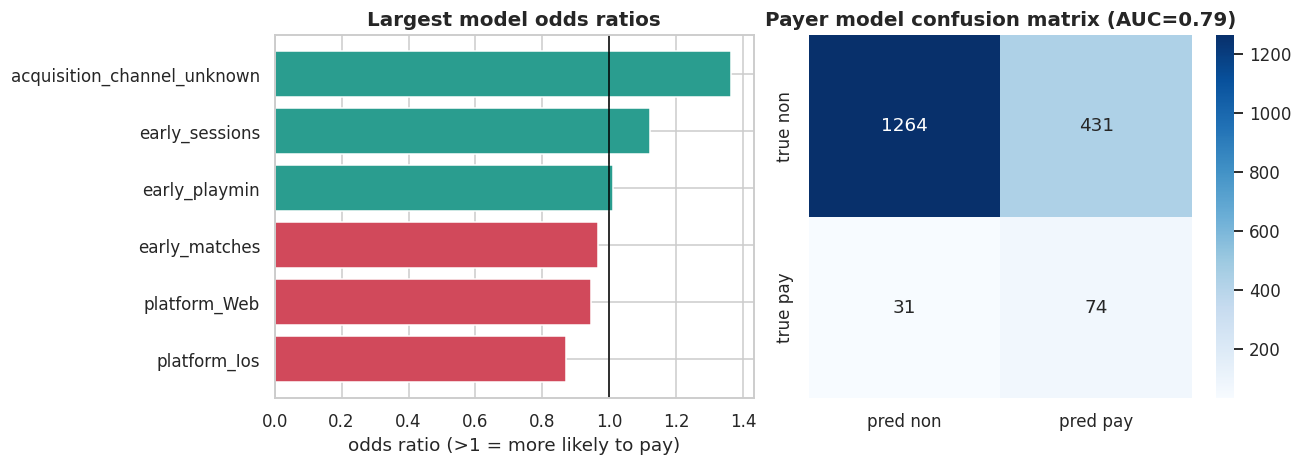 Largest model odds ratios
acquisition_channel_unknown
early_sessions
early_playmin
early_matches
platform_Web
platform_Ios
0.0 0.2 0.4 0.6 0.8 1.0 1.2 1.4
odds ratio (>1 = more likely to pay)
Payer model confusion matrix (AUC=0.79)
true non
true pay
1264 431
31 74
pred non pred pay
1200
1000
800
600
400
200